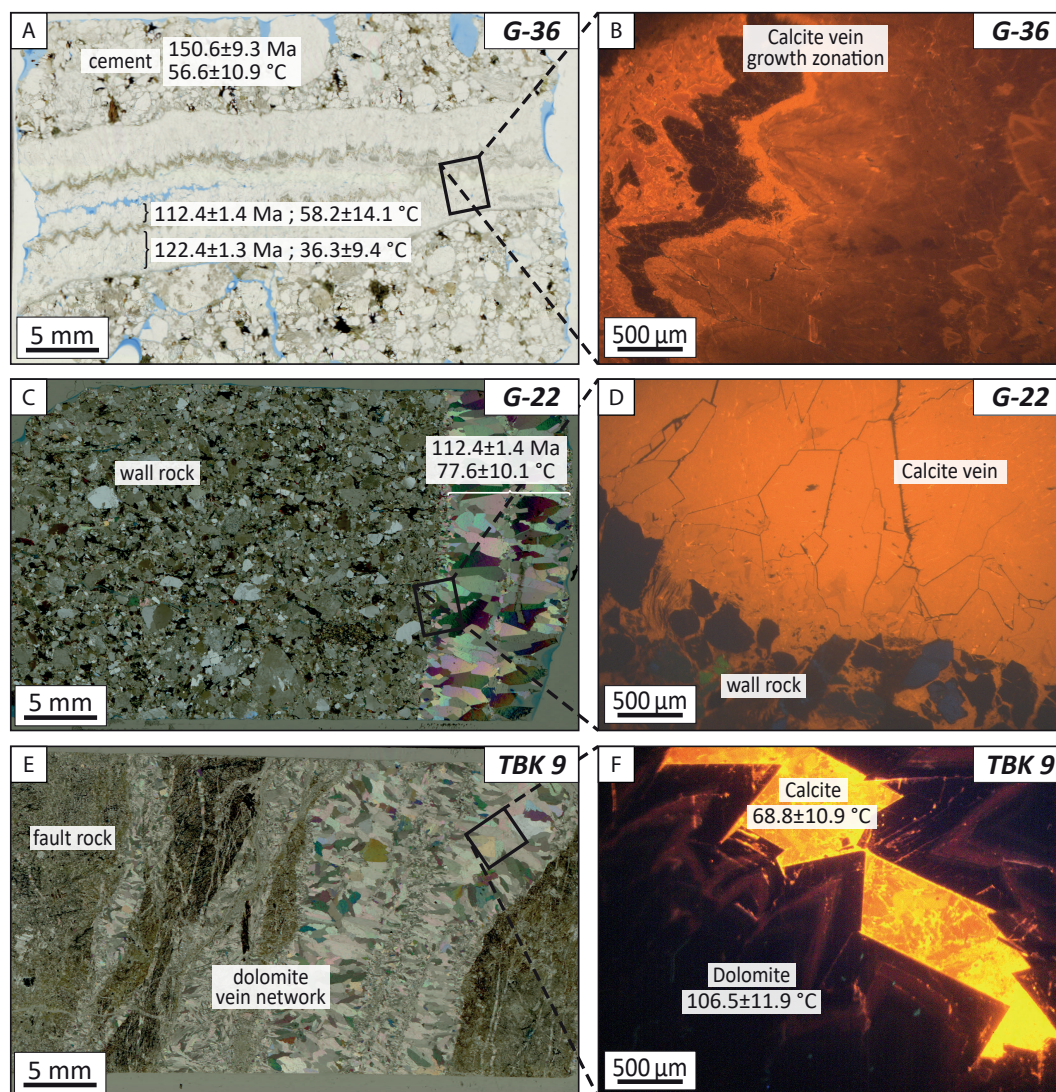 A
G-36
cement
150.6±9.3 Ma
56.6±10.9 °C
112.4±1.4 Ma ; 58.2±14.1 °C
122.4±1.3 Ma ; 36.3±9.4 °C
5 mm
B
G-36
Calcite vein
growth zonation
500 µm
C
G-22
wall rock
112.4±1.4 Ma
77.6±10.1 °C
5 mm
D
G-22
Calcite vein
wall rock
500 µm
E
TBK 9
fault rock
dolomite
vein network
5 mm
F
TBK 9
Calcite
68.8±10.9 °C
Dolomite
106.5±11.9 °C
500 µm